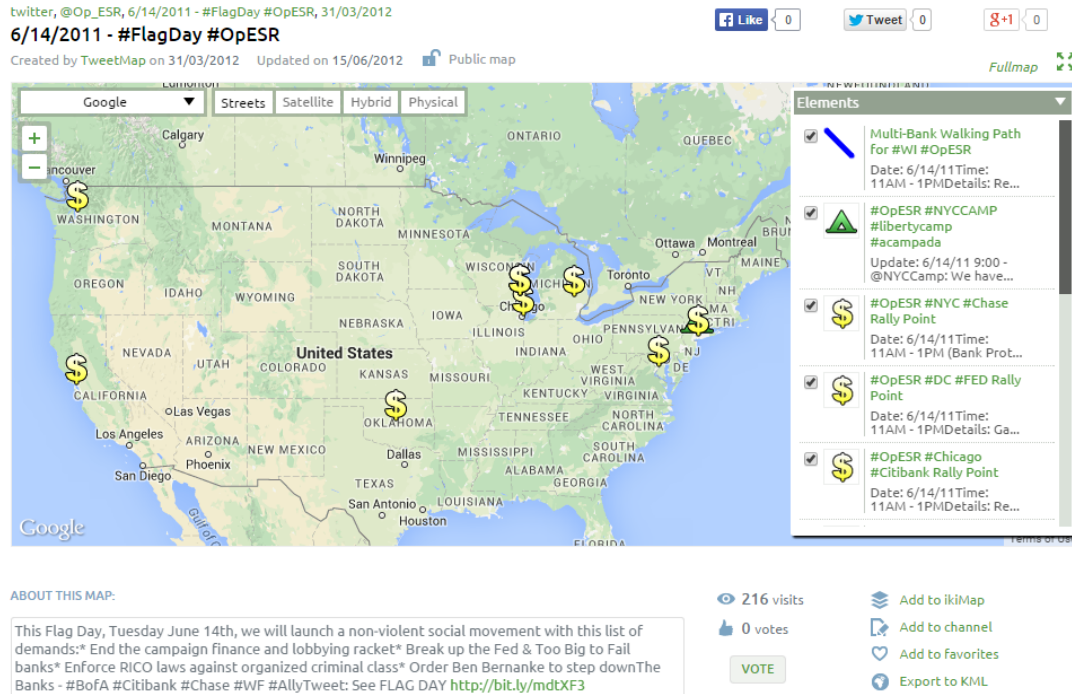 twitter, @Op_ESR, 6/14/2011 - #FlagDay #OpESR, 31/03/2012
6/14/2011 - #FlagDay #OpESR
Like 0
Tweet 0
g+1 0
Created by TweetMap on 31/03/2012 Updated on 15/06/2012 Public map
Fullmap
Google
Streets Satellite Hybrid Physical
+
−
Calgary
Winnipeg
ONTARIO
QUEBEC
WASHINGTON
MONTANA
NORTH
DAKOTA
MINNESOTA
Ottawa
Montreal
SOUTH
DAKOTA
Toronto
VT
MAINE
OREGON
IDAHO
WYOMING
NH
NEW YORK
MA
IOWA
NEBRASKA
ILLINOIS
OHIO
NEVADA
UTAH
United States
INDIANA
NJ
COLORADO
KANSAS
MISSOURI
WEST
VIRGINIA
DE
CALIFORNIA
KENTUCKY
VIRGINIA
Las Vegas
OKLAHOMA
TENNESSEE
NORTH
CAROLINA
Los Angeles
ARIZONA
NEW MEXICO
Dallas
MISSISSIPPI
SOUTH
CAROLINA
Phoenix
San Diego
ALABAMA
TEXAS
GEORGIA
San Antonio
LOUISIANA
Houston
Gulf of
FLORIDA
Google
Terms of Use
Elements
Multi-Bank Walking Path
for #WI #OpESR
Date: 6/14/11Time:
11AM - 1PMDetails: Re...
#OpESR #NYCCAMP
#libertycamp
#acampada
Update: 6/14/11 9:00 -
@NYCCamp: We have...
#OpESR #NYC #Chase
Rally Point
Date: 6/14/11Time:
11AM - 1PM (Bank Prot...
#OpESR #DC #FED Rally
Point
Date: 6/14/11Time:
11AM - 1PMDetails: Ga...
#OpESR #Chicago
#Citibank Rally Point
Date: 6/14/11Time:
11AM - 1PMDetails: Re...
ABOUT THIS MAP:
This Flag Day, Tuesday June 14th, we will launch a non-violent social movement with this list of
demands:* End the campaign finance and lobbying racket* Break up the Fed & Too Big to Fail
banks* Enforce RICO laws against organized criminal class* Order Ben Bernanke to step downThe
Banks - #BofA #Citibank #Chase #WF #AllyTweet: See FLAG DAY http://bit.ly/mdtXF3
216 visits
0 votes
VOTE
Add to ikiMap
Add to channel
Add to favorites
Export to KML